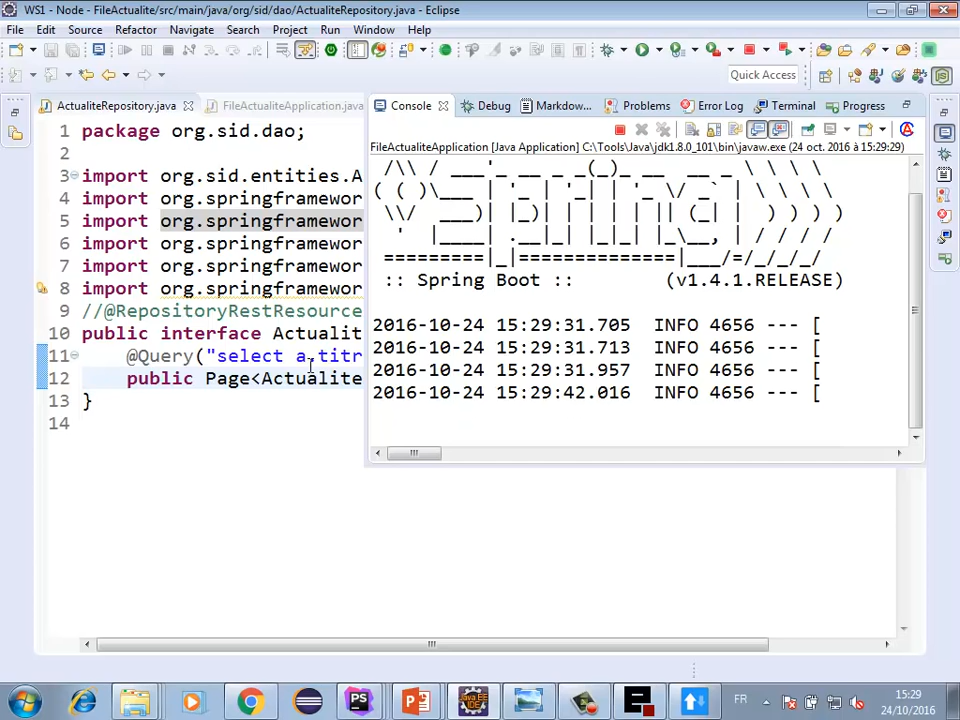 WS1 - Node - FileActualite/src/main/java/org/sid/dao/ActualiteRepository.java - Eclipse
File Edit Source Refactor Navigate Search Project Run Window Help
Quick Access
ActualiteRepository.java FileActualiteApplication.java
Console Debug Markdow... Problems Error Log Terminal Progress
FileActualiteApplication [Java Application] C:\Tools\Java\jdk1.8.0_101\bin\javaw.exe (24 oct. 2016 à 15:29:29)
1 package org.sid.dao;
2
3 import org.sid.entities.A
4 import org.springframewor
5 import org.springframewor
6 import org.springframewor
7 import org.springframewor
8 import org.springframewor
9 //@RepositoryRestResource
10 public interface Actualit
11 @Query("select a.titr
12 public Page<Actualite
13 }
14
:: Spring Boot :: (v1.4.1.RELEASE)
2016-10-24 15:29:31.705 INFO 4656 --- [
2016-10-24 15:29:31.713 INFO 4656 --- [
2016-10-24 15:29:31.957 INFO 4656 --- [
2016-10-24 15:29:42.016 INFO 4656 --- [
FR
15:29
24/10/2016